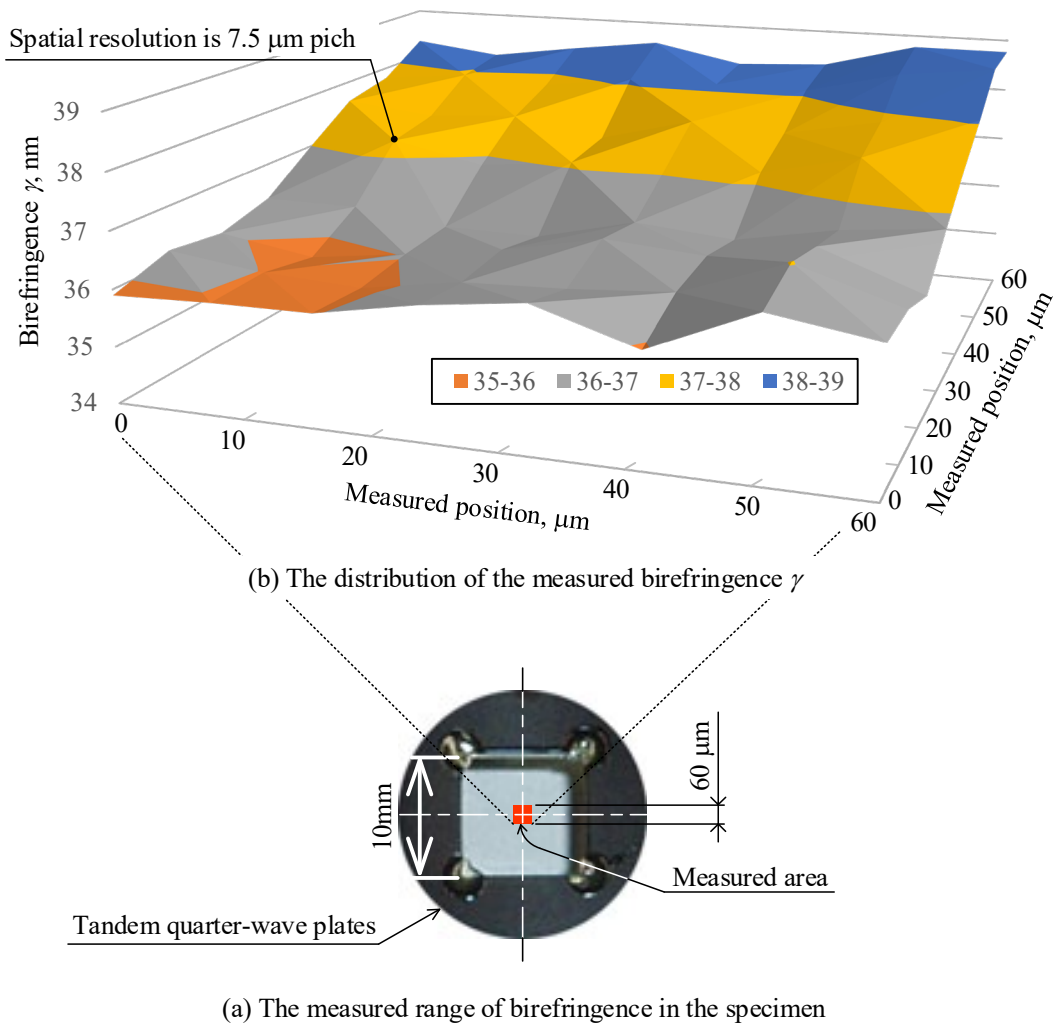 Spatial resolution is 7.5 μm pich
Birefringence γ, nm
39
38
37
36
35
34
35-36
36-37
37-38
38-39
0
10
20
30
40
50
60
Measured position, μm
0
10
20
30
40
50
60
Measured position, μm
(b) The distribution of the measured birefringence γ
10mm
60 μm
Measured area
Tandem quarter-wave plates
(a) The measured range of birefringence in the specimen